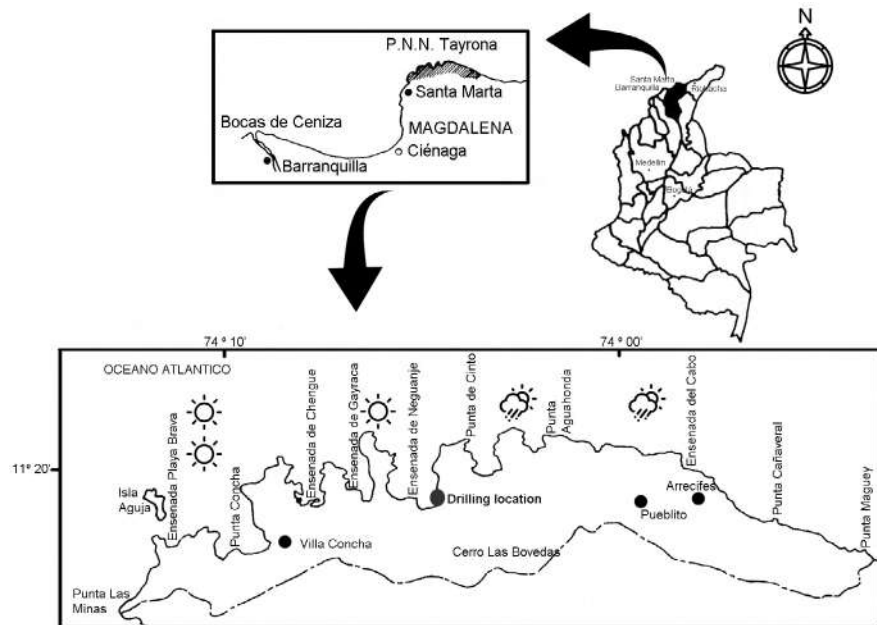 N
P.N.N. Tayrona
Santa Marta
Bocas de Ceniza
MAGDALENA
Ciénaga
Barranquilla
Santa Marta
Barranquilla
Riohacha
Medellin
Bogotá
74 º 10'
74 º 00'
OCEANO ATLANTICO
11º 20'
Isla
Aguja
Ensenada Playa Brava
Punta Concha
Ensenada de Chengue
Ensenada de Gayraca
Ensenada de Neguanje
Punta de Cinto
Punta
Aguahonda
Ensenada del Cabo
Punta Cañaveral
Punta Maguey
Drilling location
Arrecifes
Pueblito
Villa Concha
Cerro Las Bovedas
Punta Las
Minas